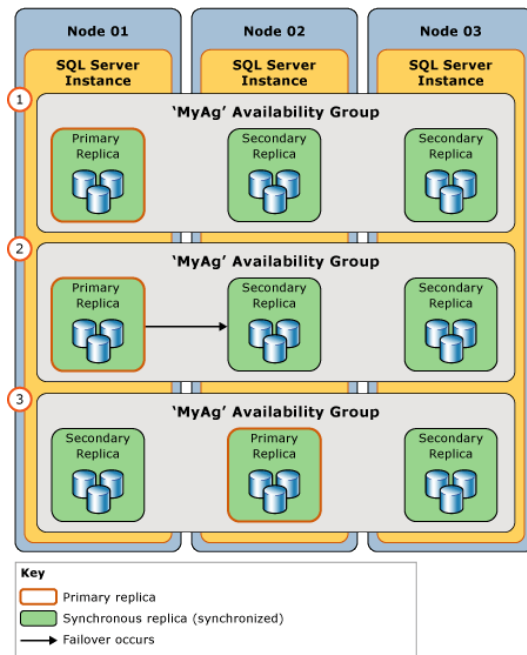 Node 01
Node 02
Node 03
SQL Server
Instance
SQL Server
Instance
SQL Server
Instance
1
‘MyAg’ Availability Group
Primary
Replica
Secondary
Replica
Secondary
Replica
2
‘MyAg’ Availability Group
Primary
Replica
Secondary
Replica
Secondary
Replica
3
‘MyAg’ Availability Group
Secondary
Replica
Primary
Replica
Secondary
Replica
Key
Primary replica
Synchronous replica (synchronized)
Failover occurs